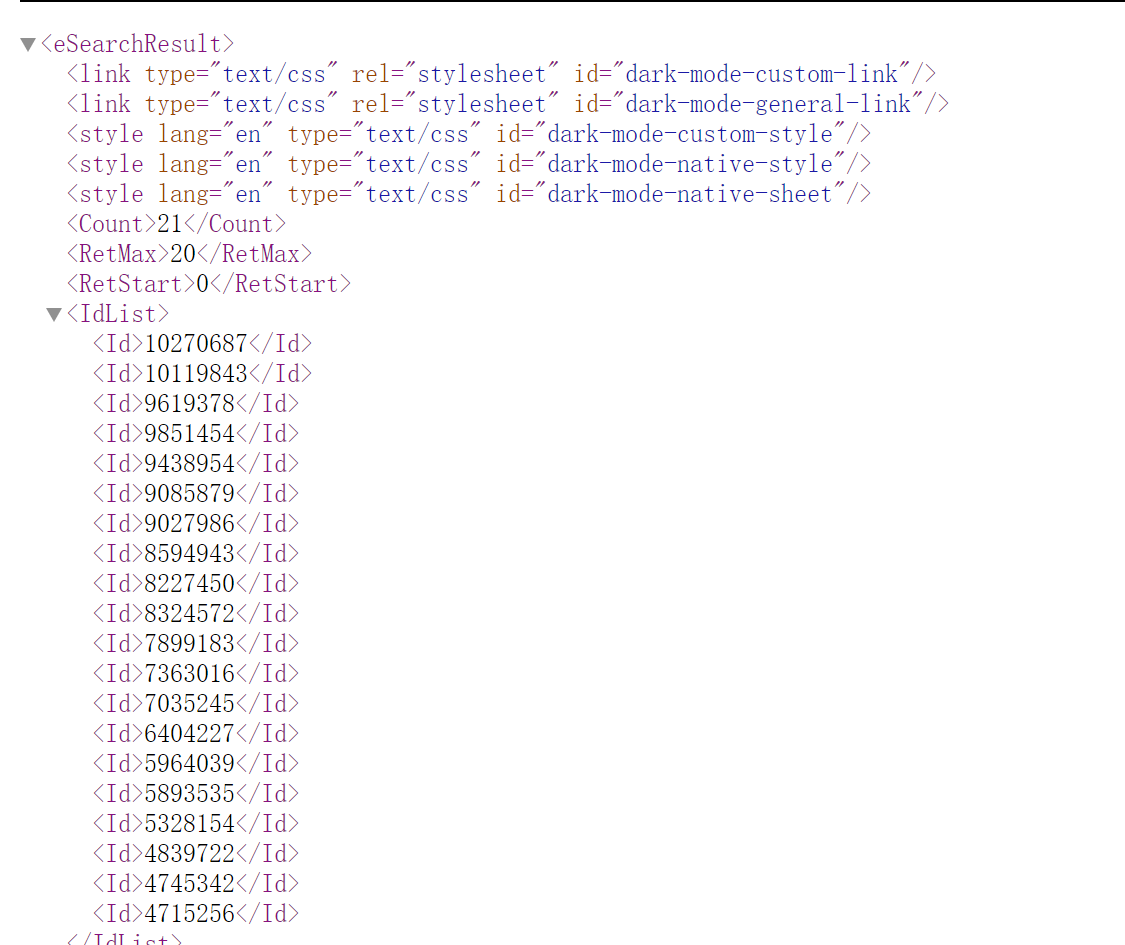 ▼<eSearchResult>
<link type="text/css" rel="stylesheet" id="dark-mode-custom-link"/>
<link type="text/css" rel="stylesheet" id="dark-mode-general-link"/>
<style lang="en" type="text/css" id="dark-mode-custom-style"/>
<style lang="en" type="text/css" id="dark-mode-native-style"/>
<style lang="en" type="text/css" id="dark-mode-native-sheet"/>
<Count>21</Count>
<RetMax>20</RetMax>
<RetStart>0</RetStart>
▼<IdList>
<Id>10270687</Id>
<Id>10119843</Id>
<Id>9619378</Id>
<Id>9851454</Id>
<Id>9438954</Id>
<Id>9085879</Id>
<Id>9027986</Id>
<Id>8594943</Id>
<Id>8227450</Id>
<Id>8324572</Id>
<Id>7899183</Id>
<Id>7363016</Id>
<Id>7035245</Id>
<Id>6404227</Id>
<Id>5964039</Id>
<Id>5893535</Id>
<Id>5328154</Id>
<Id>4839722</Id>
<Id>4745342</Id>
<Id>4715256</Id>
</IdList>